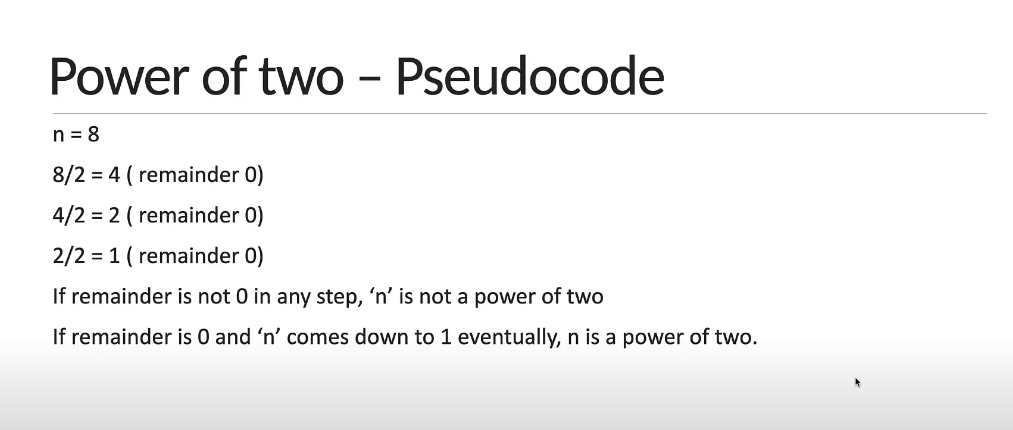 Power of two – Pseudocode
n = 8
8/2 = 4 ( remainder 0)
4/2 = 2 ( remainder 0)
2/2 = 1 ( remainder 0)
If remainder is not 0 in any step, ‘n’ is not a power of two
If remainder is 0 and ‘n’ comes down to 1 eventually, n is a power of two.